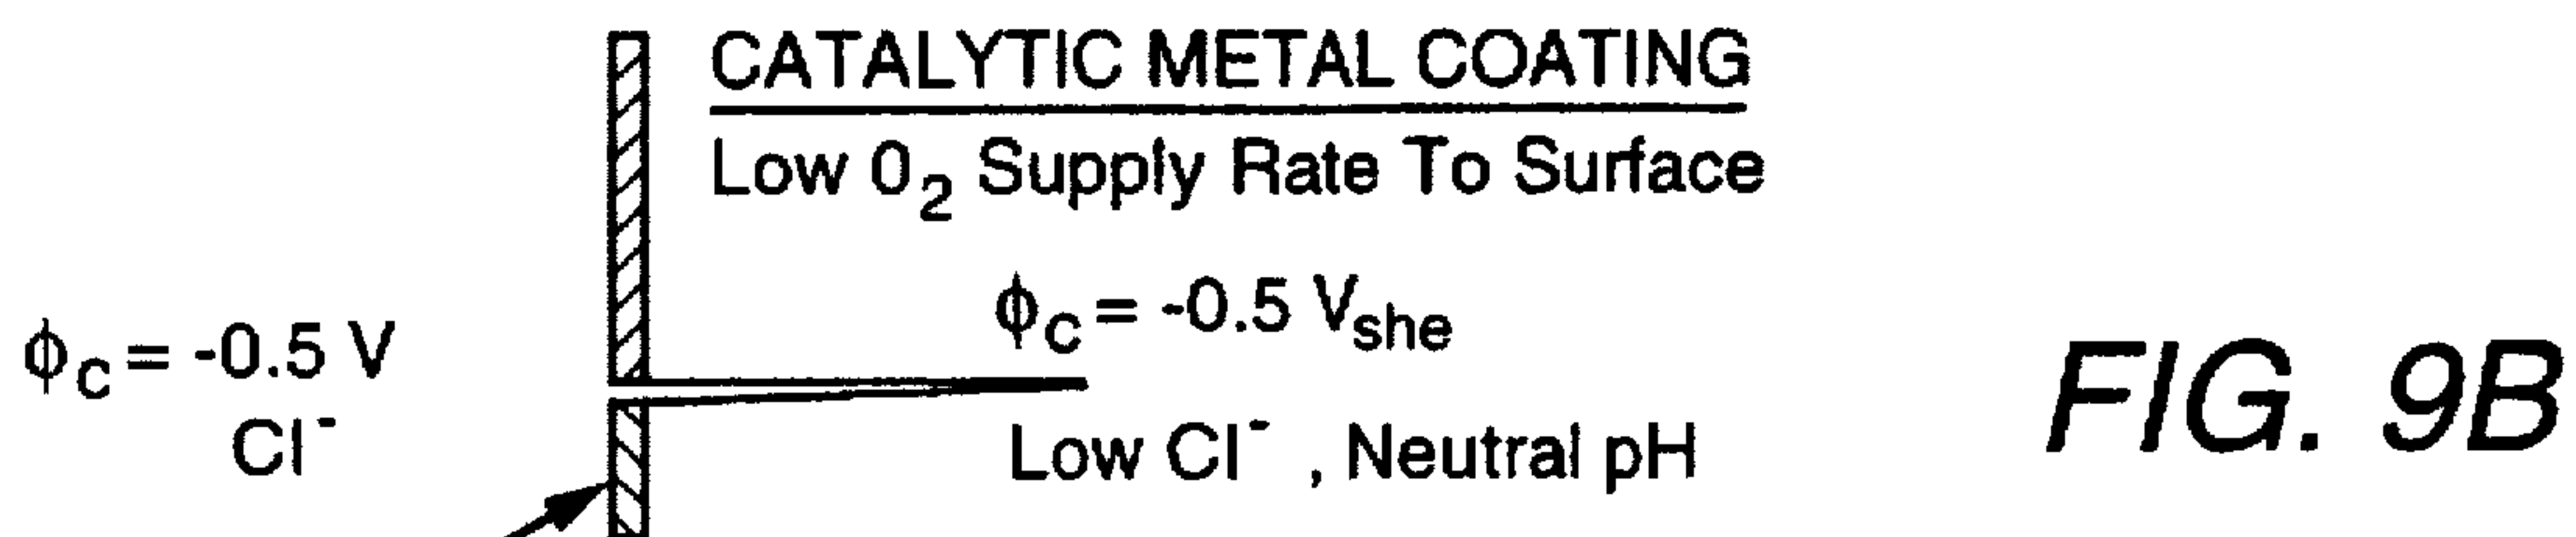 CATALYTIC METAL COATING
Low O₂ Supply Rate To Surface
ϕc = -0.5 Vshe
ϕc = -0.5 V
Cl⁻
Low Cl⁻ , Neutral pH
FIG. 9B